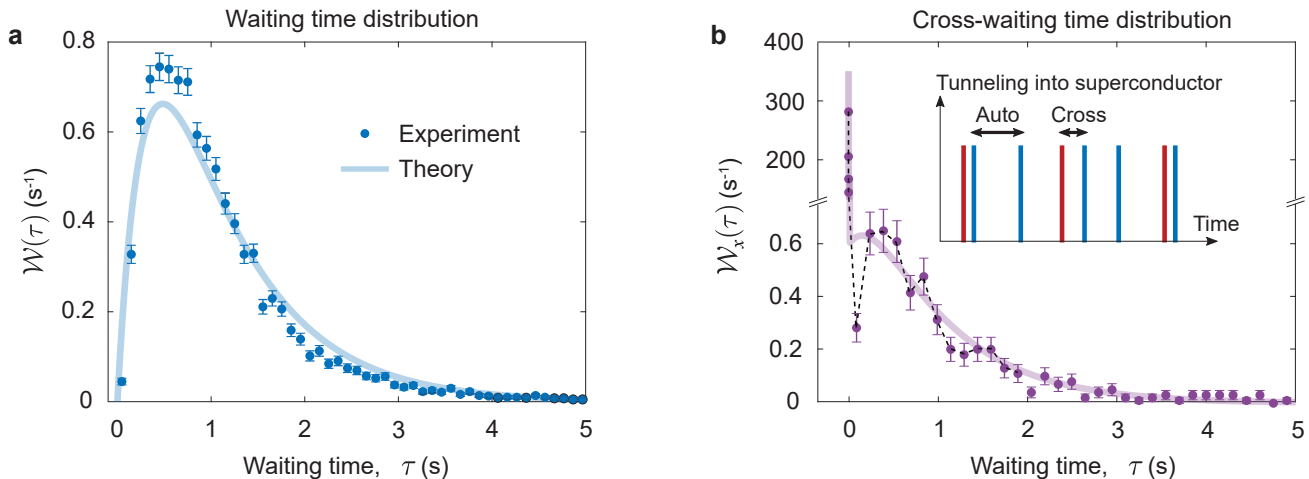 a
Waiting time distribution
0.8
0.6
0.4
0.2
0
W(τ) (s⁻¹)
Experiment
Theory
0 1 2 3 4 5
Waiting time, τ (s)
b
Cross-waiting time distribution
400
300
200
0.6
0.4
0.2
0
Wₓ(τ) (s⁻¹)
Tunneling into superconductor
Auto Cross
Time
0 1 2 3 4 5
Waiting time, τ (s)